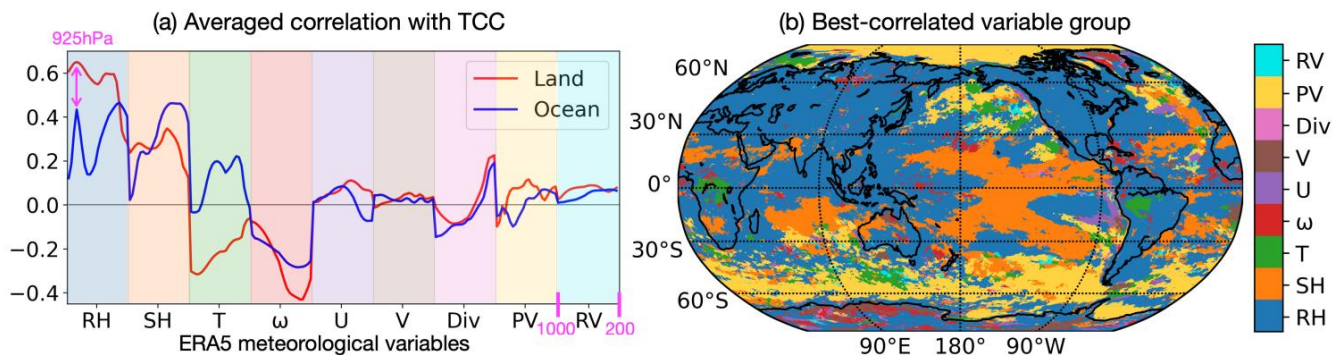 (a) Averaged correlation with TCC
925hPa
0.6
0.4
0.2
0.0
−0.2
−0.4
Land
Ocean
RH SH T ω U V Div PV RV
1000 200
ERA5 meteorological variables
(b) Best-correlated variable group
60°N
30°N
0°
30°S
60°S
90°E 180° 90°W
RV
PV
Div
V
U
ω
T
SH
RH